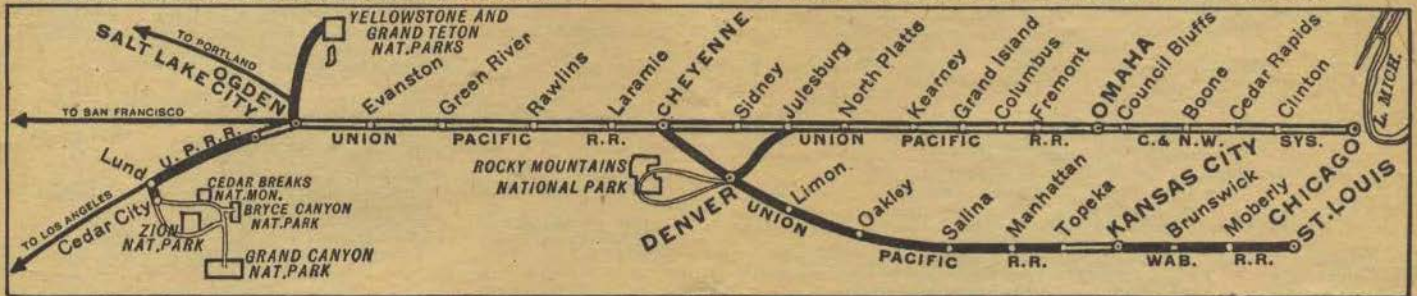 YELLOWSTONE AND
GRAND TETON
NAT.PARKS
TO PORTLAND
SALT LAKE CITY
OGDEN
TO SAN FRANCISCO
Evanston
Green River
Rawlins
Laramie
CHEYENNE
Sidney
Julesburg
North Platte
Kearney
Grand Island
Columbus
Fremont
OMAHA
Council Bluffs
Boone
Cedar Rapids
Clinton
L. MICH.
UNION PACIFIC R.R. UNION PACIFIC R.R. C.& N.W. SYS.
CHICAGO
U.P.R.R.
Lund
TO LOS ANGELES
Cedar City
CEDAR BREAKS
NAT.MON.
BRYCE CANYON
NAT.PARK
ZION
NAT.PARK
GRAND CANYON
NAT.PARK
ROCKY MOUNTAINS
NATIONAL PARK
DENVER
Limon
Oakley
Salina
Manhattan
Topeka
KANSAS CITY
Brunswick
Moberly
ST.LOUIS
UNION PACIFIC R.R. WAB. R.R.